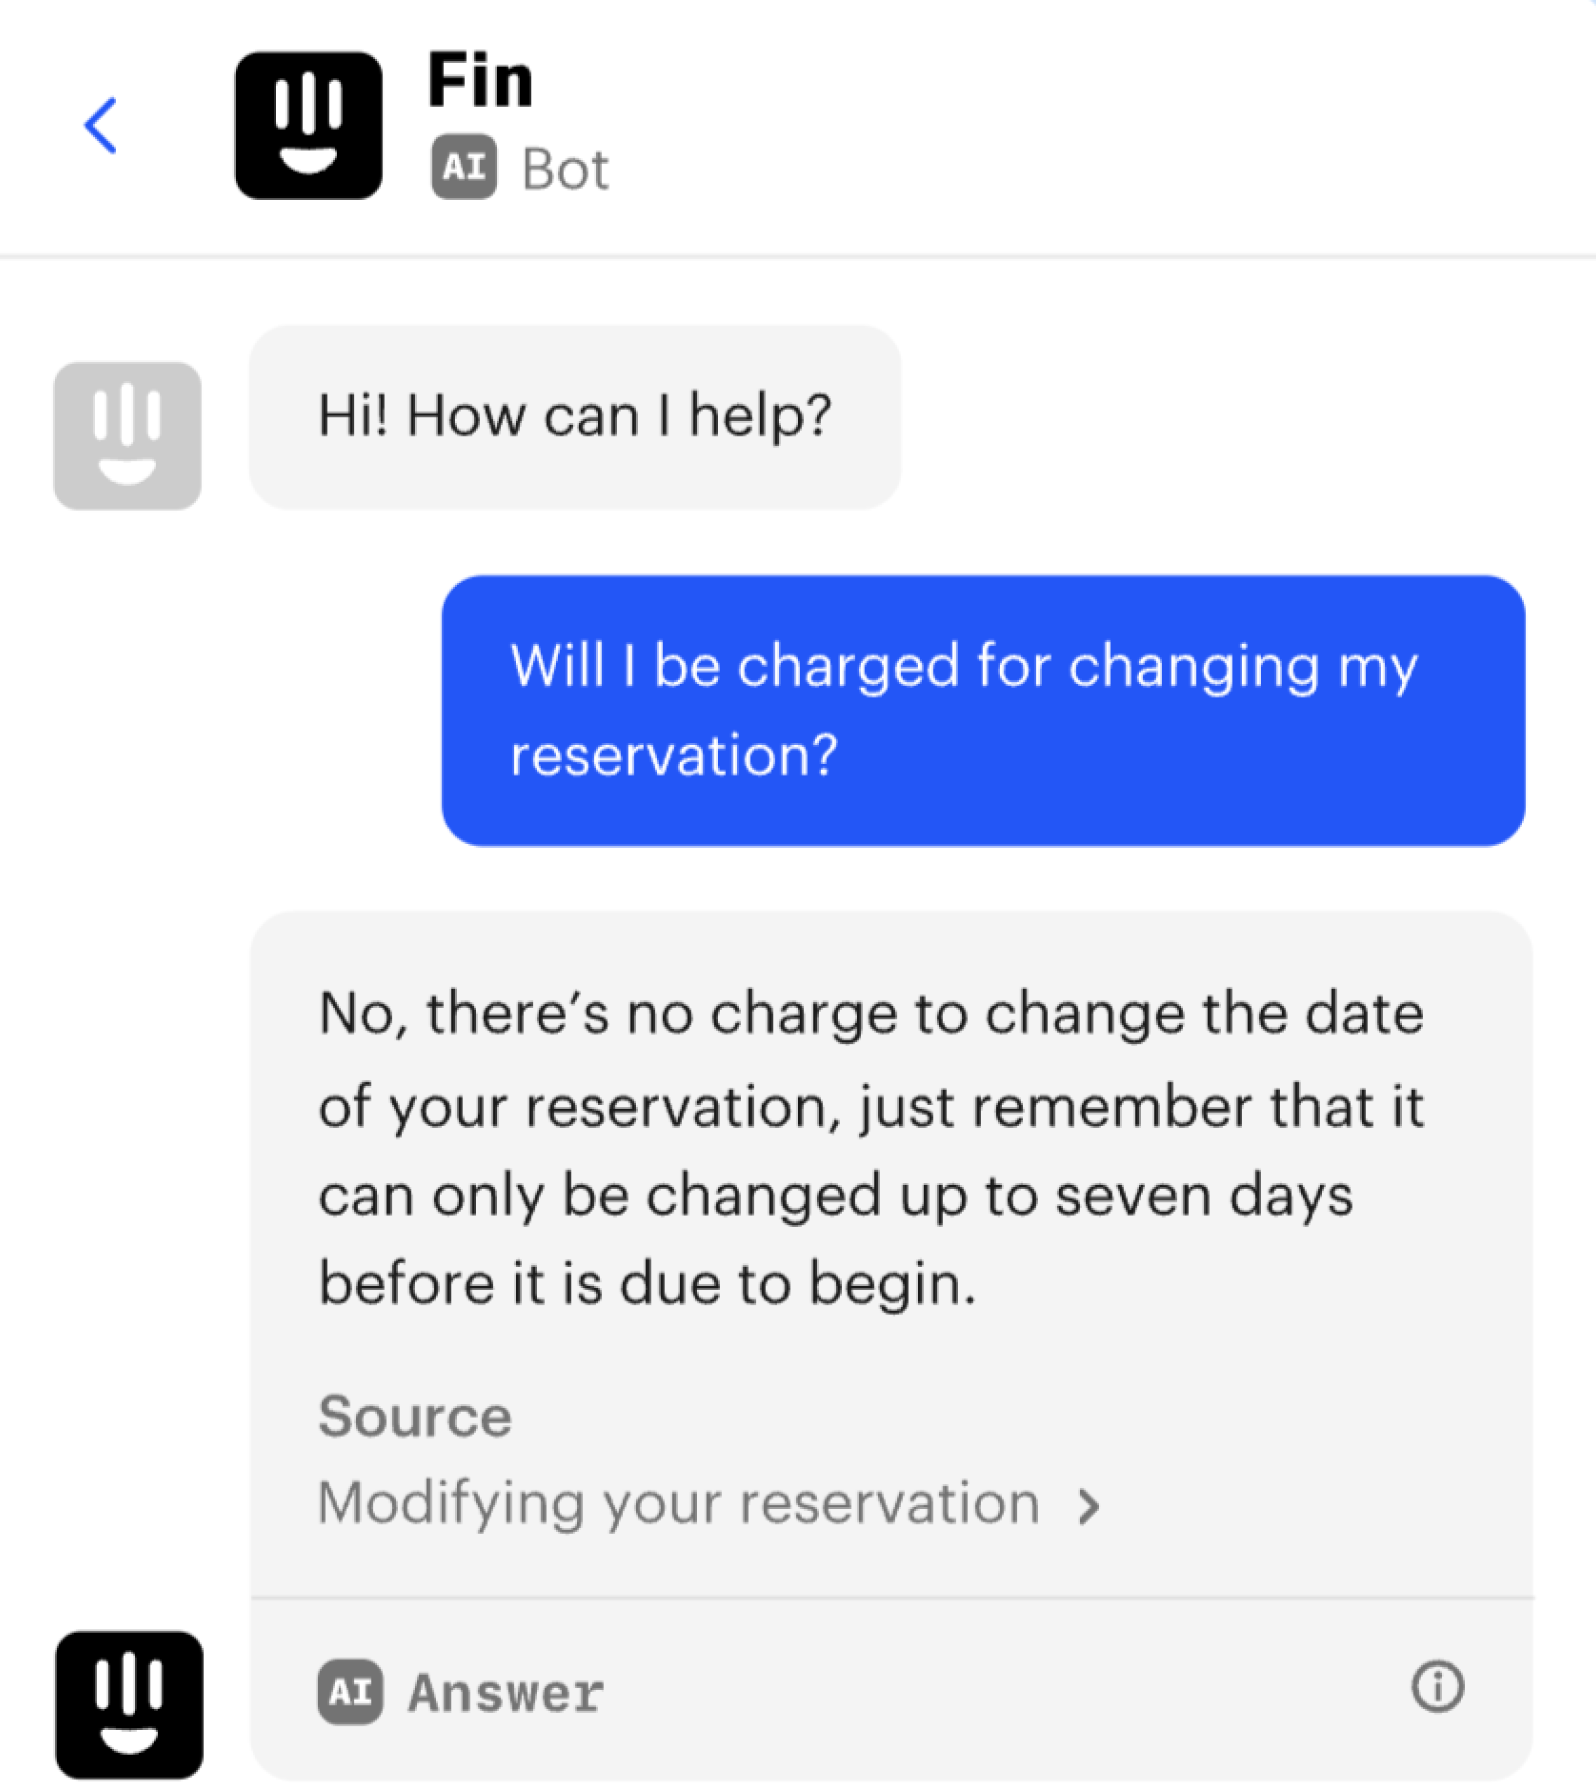 Fin
AI Bot
Hi! How can I help?
Will I be charged for changing my
reservation?
No, there’s no charge to change the date
of your reservation, just remember that it
can only be changed up to seven days
before it is due to begin.
Source
Modifying your reservation
AI Answer